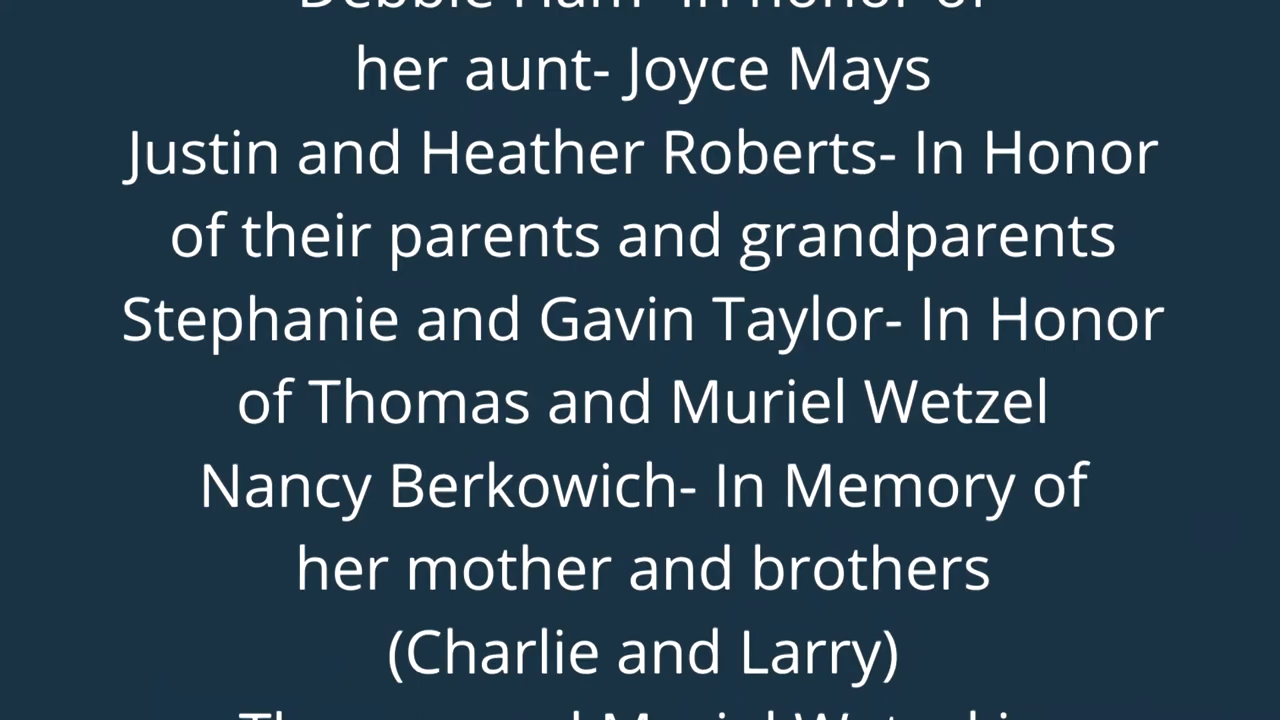 her aunt- Joyce Mays
Justin and Heather Roberts- In Honor
of their parents and grandparents
Stephanie and Gavin Taylor- In Honor
of Thomas and Muriel Wetzel
Nancy Berkowich- In Memory of
her mother and brothers
(Charlie and Larry)